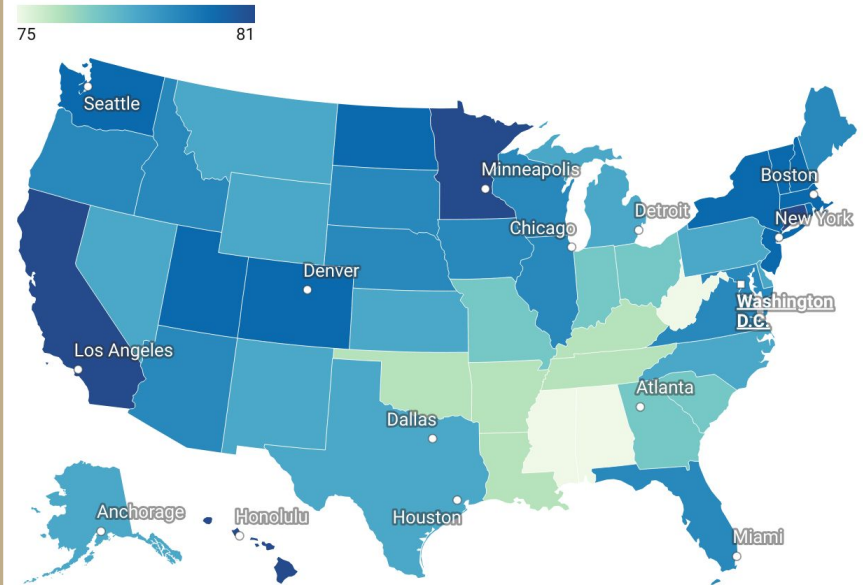 75 81
Seattle
Minneapolis
Boston
Detroit
New York
Chicago
Denver
Washington
D.C.
Los Angeles
Atlanta
Dallas
Anchorage
Honolulu
Houston
Miami